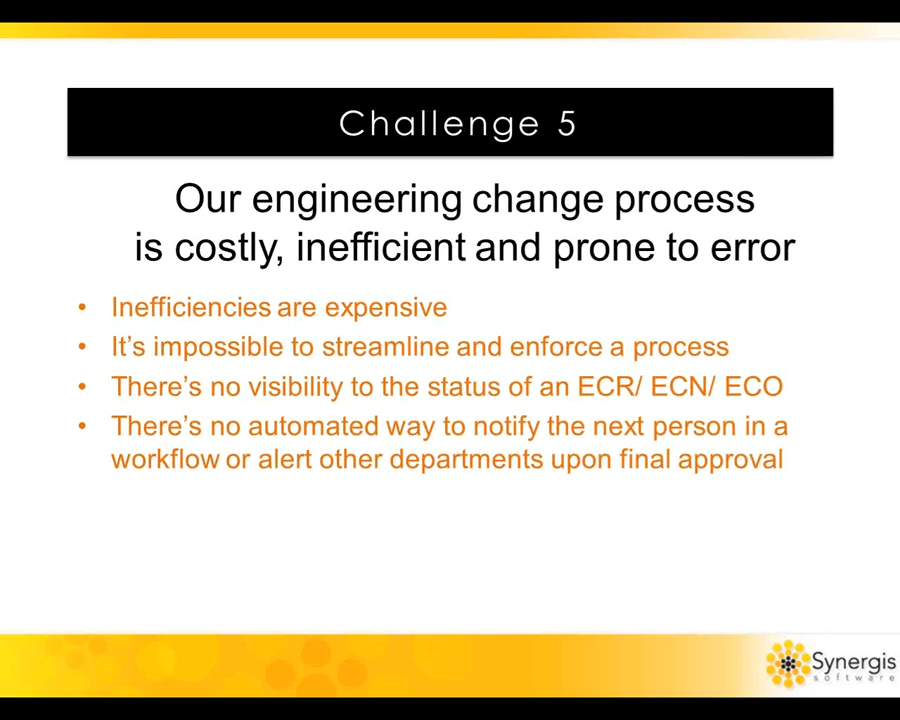 Challenge 5
Our engineering change process
is costly, inefficient and prone to error
• Inefficiencies are expensive
• It's impossible to streamline and enforce a process
• There's no visibility to the status of an ECR/ ECN/ ECO
• There's no automated way to notify the next person in a
workflow or alert other departments upon final approval
Synergis
software